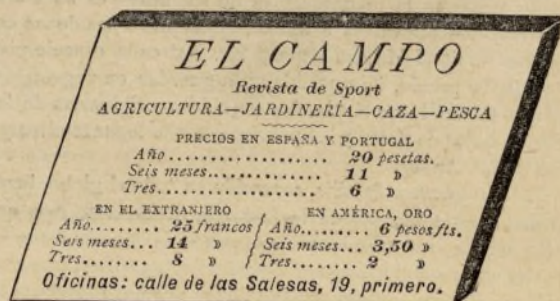 EL CAMPO
Revista de Sport
AGRICULTURA—JARDINERÍA—CAZA—PESCA
PRECIOS EN ESPAÑA Y PORTUGAL
Año.................... 20 pesetas.
Seis meses.............. 11 »
Tres.................... 6 »
EN EL EXTRANJERO
Año........ 25 francos
Seis meses... 14 »
Tres........ 8 »
EN AMÉRICA, ORO
Año......... 6 pesos fts.
Seis meses... 3,50 »
Tres......... 2 »
Oficinas: calle de las Salesas, 19, primero.